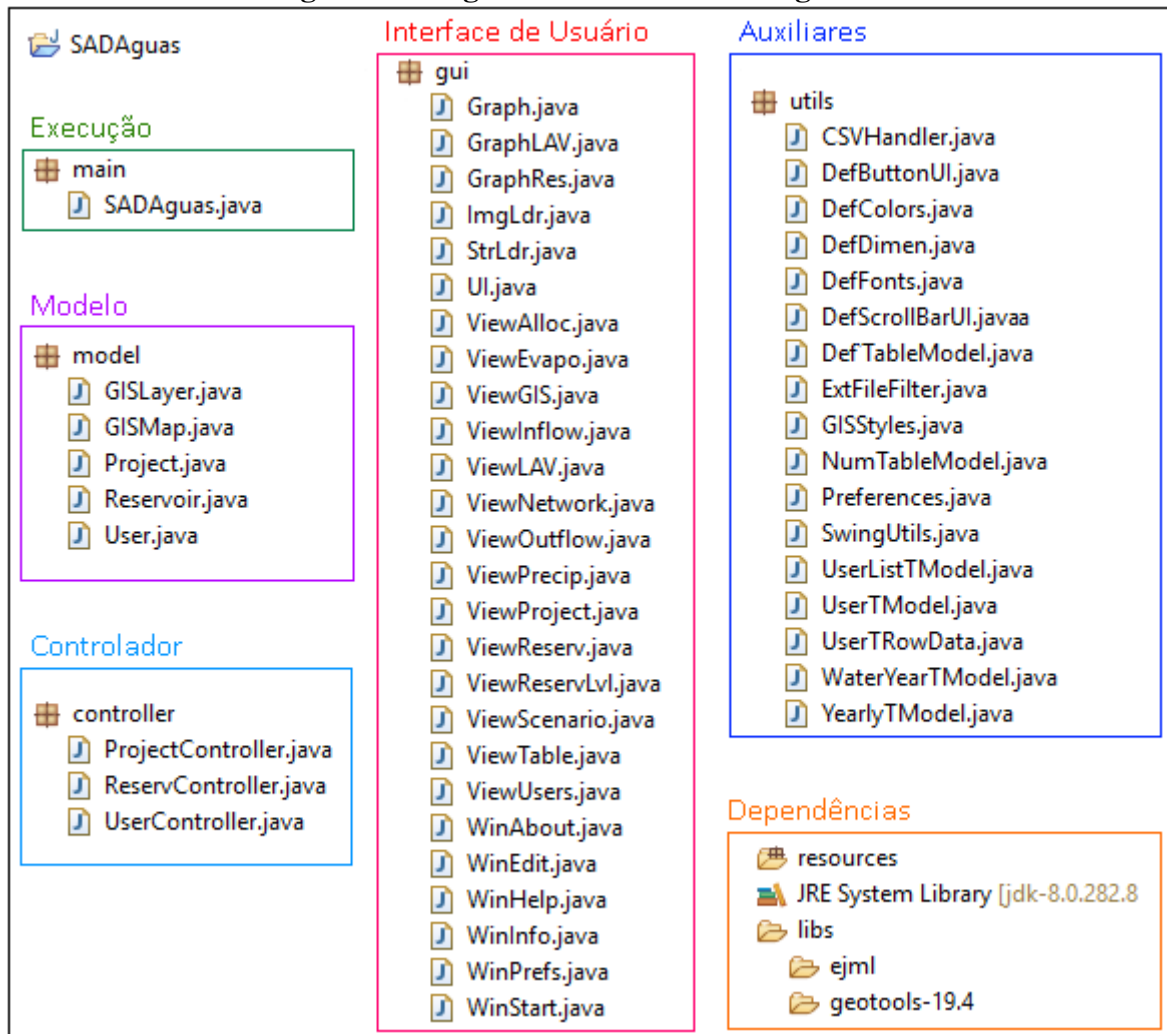 SADAguas
Execução
main
SADAguas.java
Modelo
model
GISLayer.java
GISMap.java
Project.java
Reservoir.java
User.java
Controlador
controller
ProjectController.java
ReservController.java
UserController.java
Interface de Usuário
gui
Graph.java
GraphLAV.java
GraphRes.java
ImgLdr.java
StrLdr.java
UI.java
ViewAlloc.java
ViewEvapo.java
ViewGIS.java
ViewInflow.java
ViewLAV.java
ViewNetwork.java
ViewOutflow.java
ViewPrecip.java
ViewProject.java
ViewReserv.java
ViewReservLvl.java
ViewScenario.java
ViewTable.java
ViewUsers.java
WinAbout.java
WinEdit.java
WinHelp.java
WinInfo.java
WinPrefs.java
WinStart.java
Auxiliares
utils
CSVHandler.java
DefButtonUI.java
DefColors.java
DefDimen.java
DefFonts.java
DefScrollBarUI.javaa
DefTableModel.java
ExtFileFilter.java
GISStyles.java
NumTableModel.java
Preferences.java
SwingUtils.java
UserListTModel.java
UserTModel.java
UserTRowData.java
WaterYearTModel.java
YearlyTModel.java
Dependências
resources
JRE System Library [jdk-8.0.282.8
libs
ejml
geotools-19.4